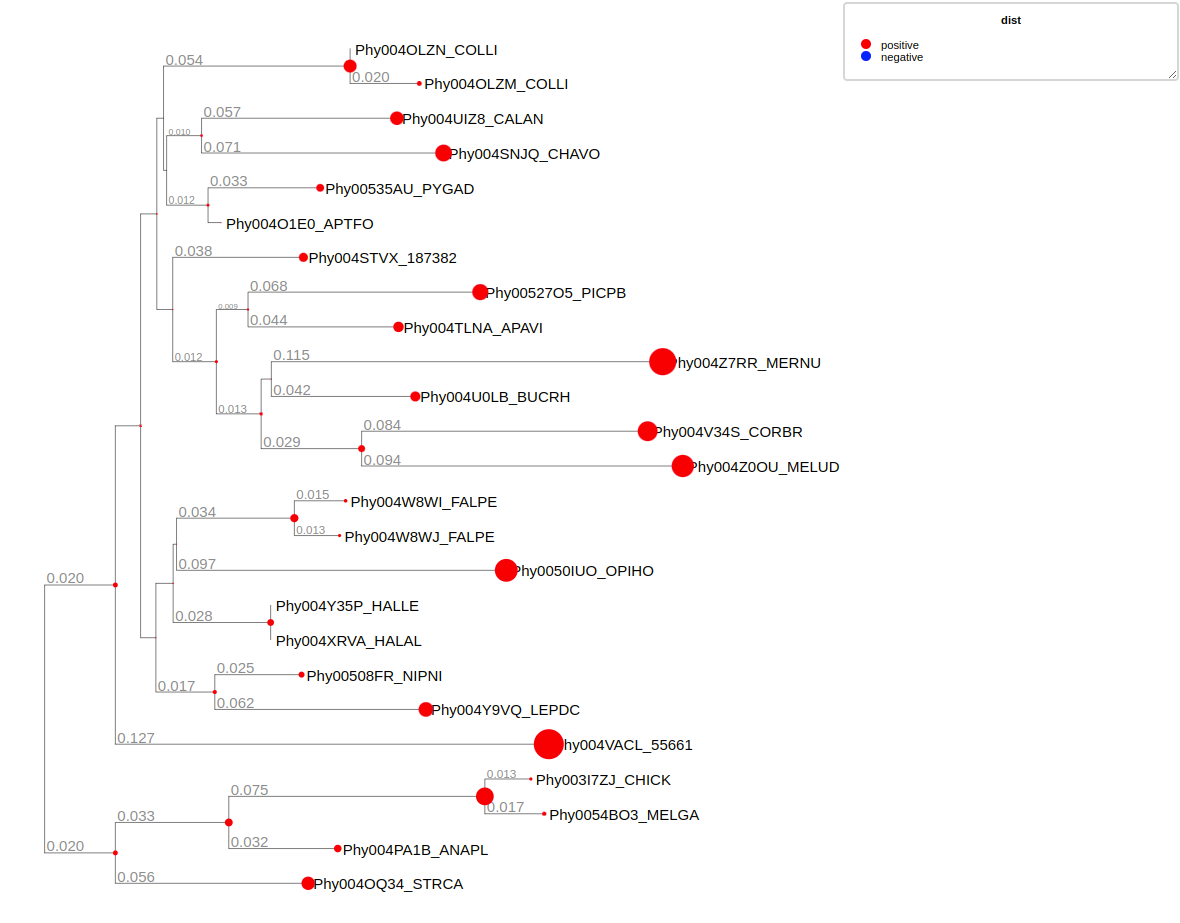 dist
positive
negative
Phy004OLZN_COLLI
0.054
0.020
Phy004OLZM_COLLI
0.057
Phy004UIZ8_CALAN
0.010
0.071
Phy004SNJQ_CHAVO
0.033
Phy00535AU_PYGAD
0.012
Phy004O1E0_APTFO
0.038
Phy004STVX_187382
0.068
Phy00527O5_PICPB
0.009
0.044
Phy004TLNA_APAVI
0.012
0.115
Phy004Z7RR_MERNU
0.042
Phy004U0LB_BUCRH
0.013
0.084
Phy004V34S_CORBR
0.029
0.094
Phy004Z0OU_MELUD
0.015
Phy004W8WI_FALPE
0.034
0.013
Phy004W8WJ_FALPE
0.097
Phy0050IUO_OPIHO
0.020
Phy004Y35P_HALLE
0.028
Phy004XRVA_HALAL
0.025
Phy00508FR_NIPNI
0.017
0.062
Phy004Y9VQ_LEPDC
0.127
hy004VACL_55661
0.013
Phy003I7ZJ_CHICK
0.075
0.017
Phy0054BO3_MELGA
0.033
0.032
Phy004PA1B_ANAPL
0.020
0.056
Phy004OQ34_STRCA